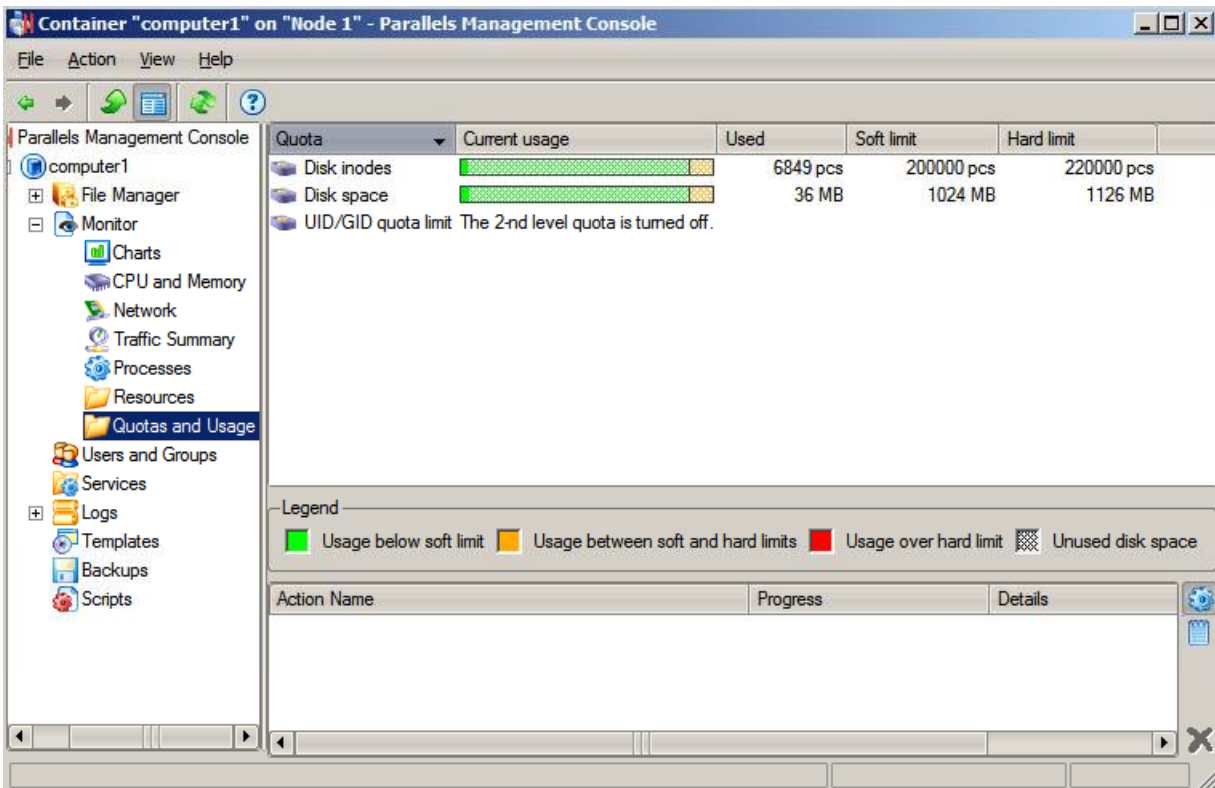 Container "computer1" on "Node 1" - Parallels Management Console
File Action View Help
Parallels Management Console
computer1
File Manager
Monitor
Charts
CPU and Memory
Network
Traffic Summary
Processes
Resources
Quotas and Usage
Users and Groups
Services
Logs
Templates
Backups
Scripts
Quota Current usage Used Soft limit Hard limit
Disk inodes 6849 pcs 200000 pcs 220000 pcs
Disk space 36 MB 1024 MB 1126 MB
UID/GID quota limit The 2-nd level quota is turned off.
Legend
Usage below soft limit Usage between soft and hard limits Usage over hard limit Unused disk space
Action Name Progress Details